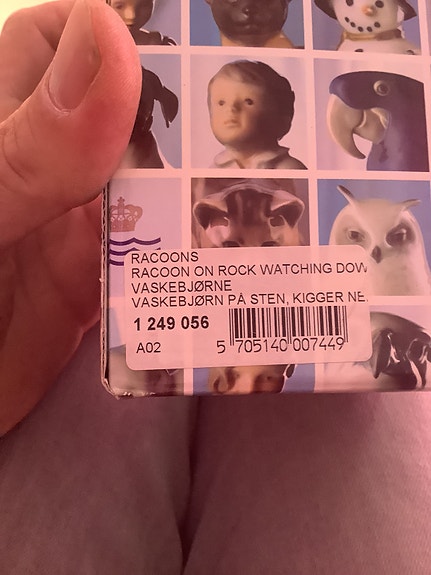 RACOONS
RACOON ON ROCK WATCHING DOW
VASKEBJØRNE
VASKEBJØRN PÅ STEN, KIGGER NE
1 249 056
A02
5 705140 007449